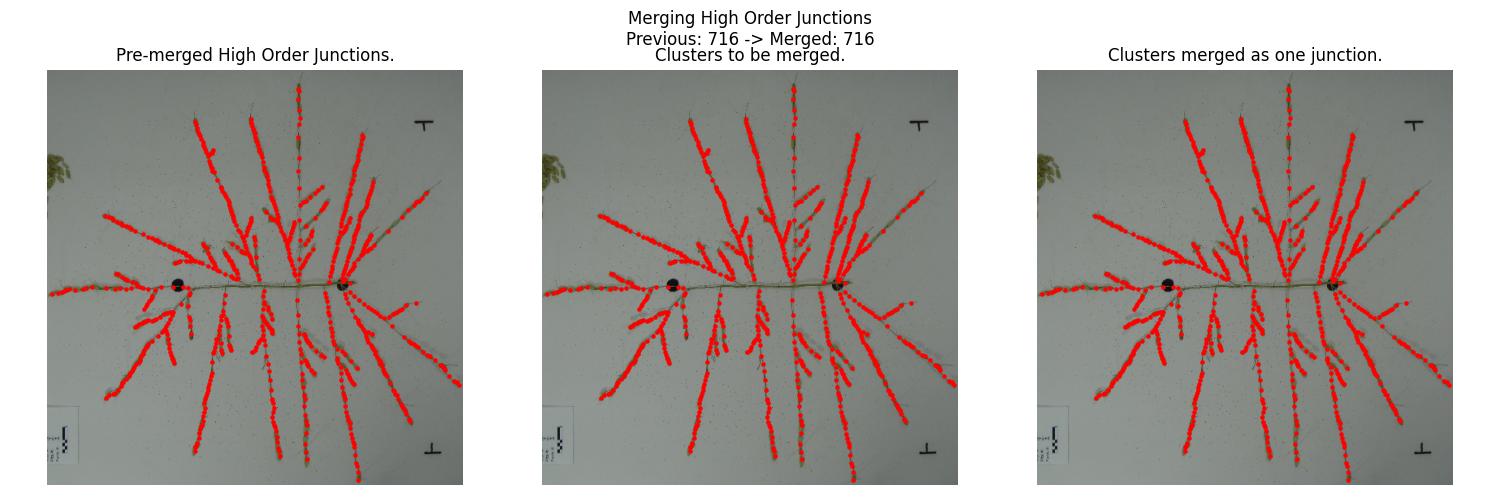 Merging High Order Junctions
Previous: 716 -> Merged: 716
Pre-merged High Order Junctions.
Clusters to be merged.
Clusters merged as one junction.